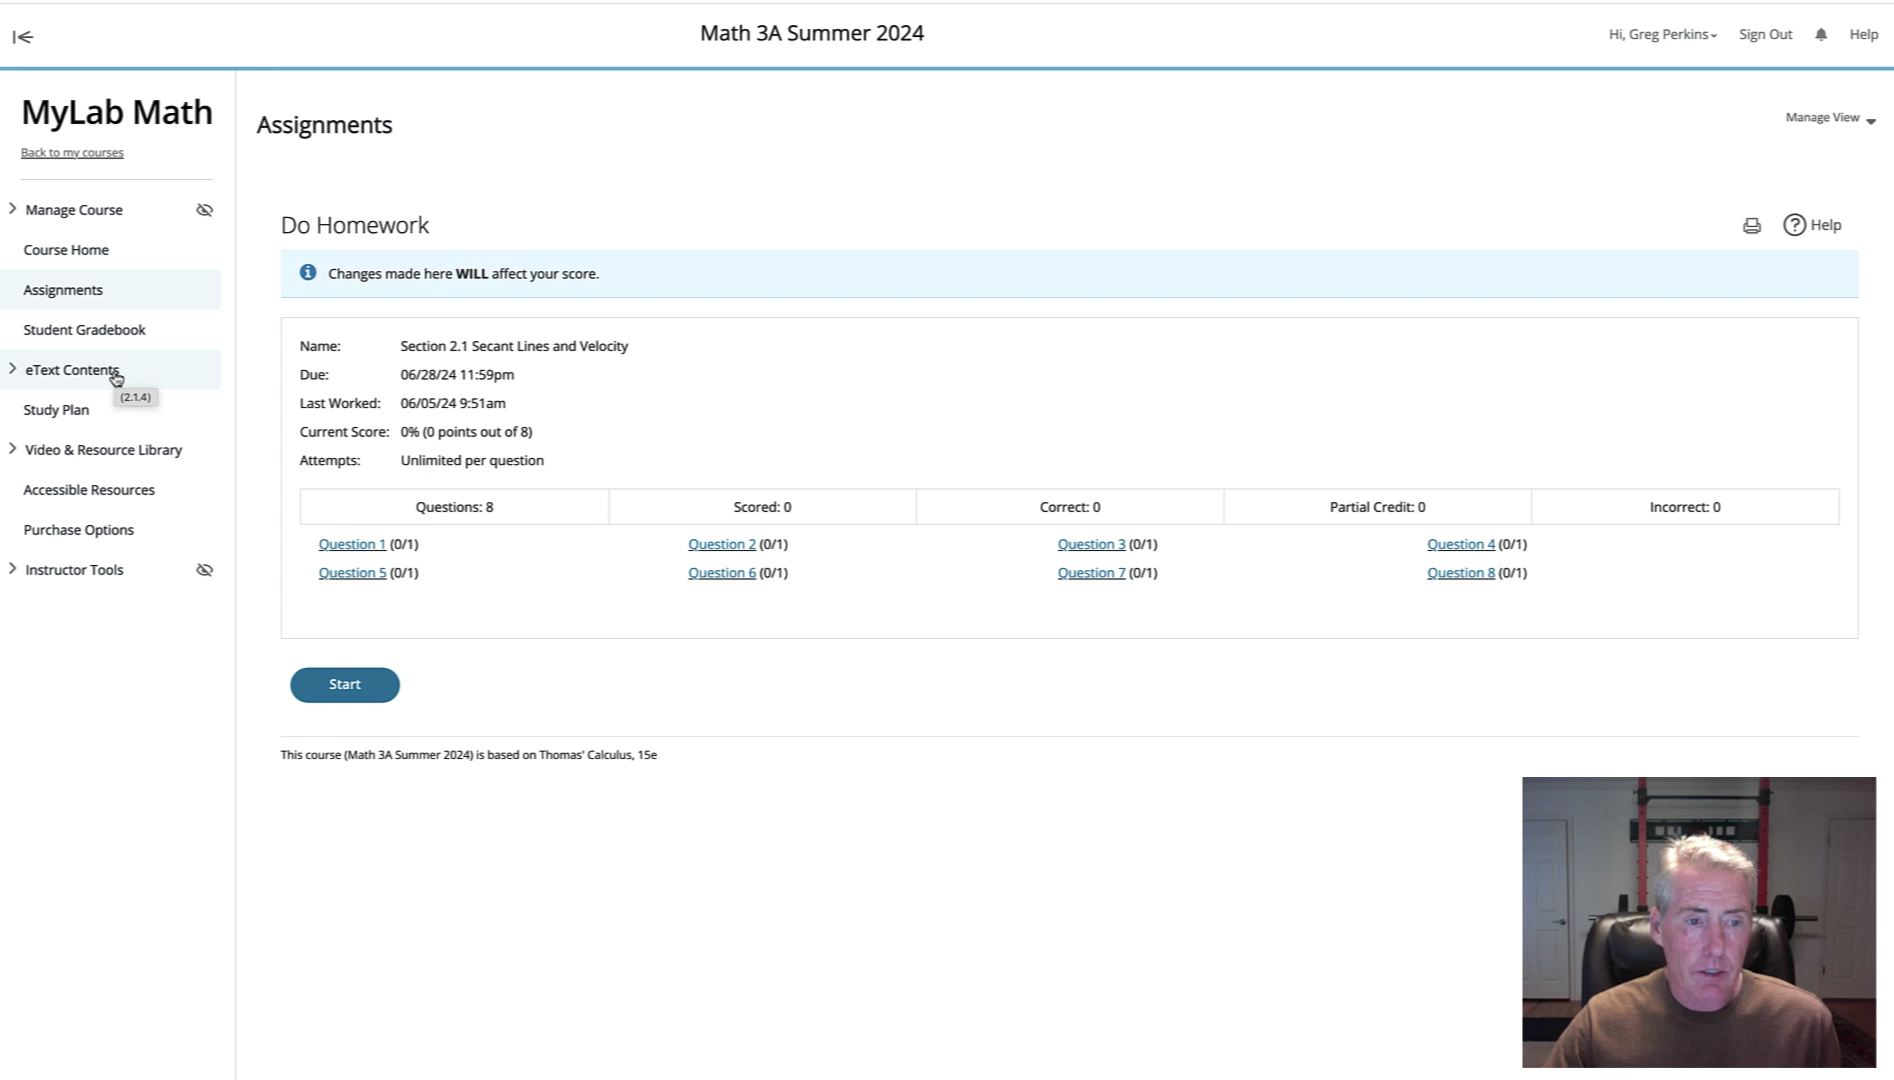 Math 3A Summer 2024
Hi, Greg Perkins
Sign Out
Help
MyLab Math
Back to my courses
Manage Course
Course Home
Assignments
Student Gradebook
eText Contents
(2.1.4)
Study Plan
Video & Resource Library
Accessible Resources
Purchase Options
Instructor Tools
Assignments
Manage View
Do Homework
Help
Changes made here WILL affect your score.
Name: Section 2.1 Secant Lines and Velocity
Due: 06/28/24 11:59pm
Last Worked: 06/05/24 9:51am
Current Score: 0% (0 points out of 8)
Attempts: Unlimited per question
Questions: 8 Scored: 0 Correct: 0 Partial Credit: 0 Incorrect: 0
Question 1 (0/1) Question 2 (0/1) Question 3 (0/1) Question 4 (0/1)
Question 5 (0/1) Question 6 (0/1) Question 7 (0/1) Question 8 (0/1)
Start
This course (Math 3A Summer 2024) is based on Thomas' Calculus, 15e